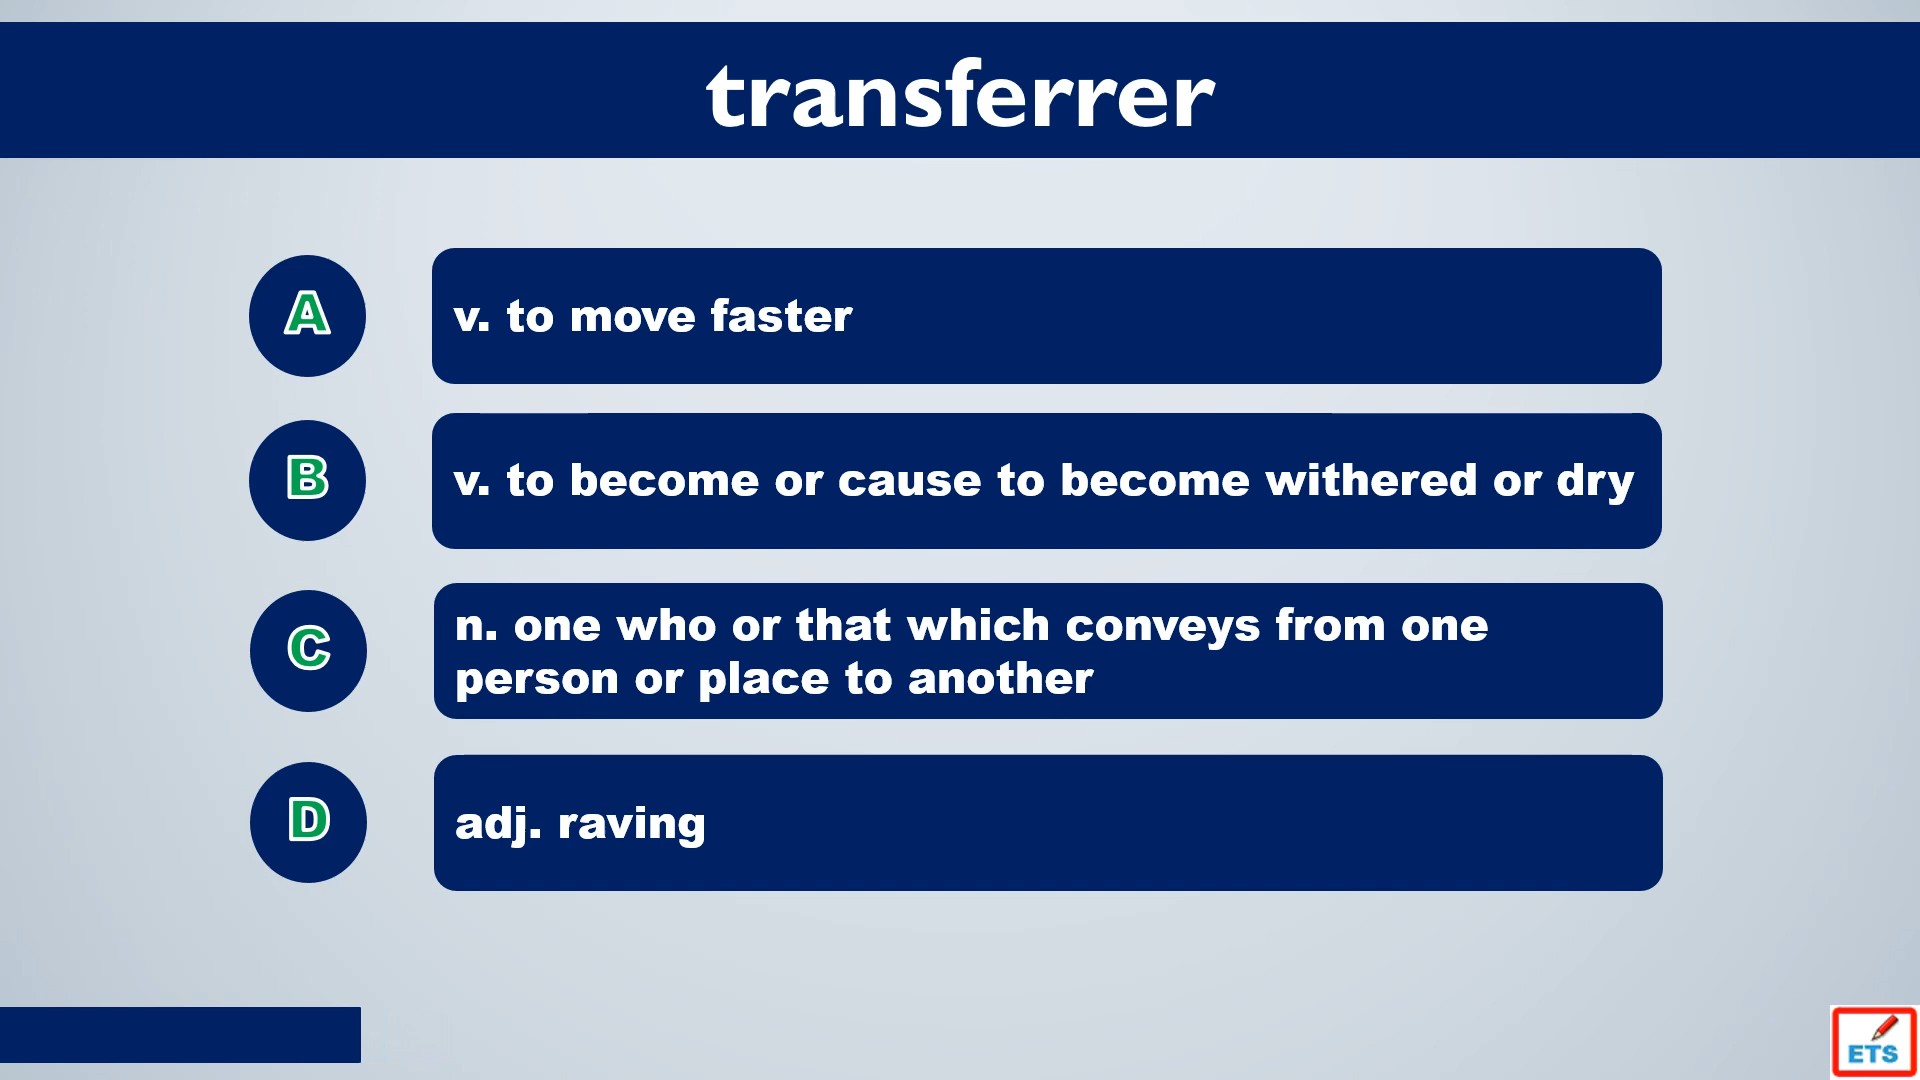 transferrer
A
v. to move faster
B
v. to become or cause to become withered or dry
C
n. one who or that which conveys from one
person or place to another
D
adj. raving
ETS